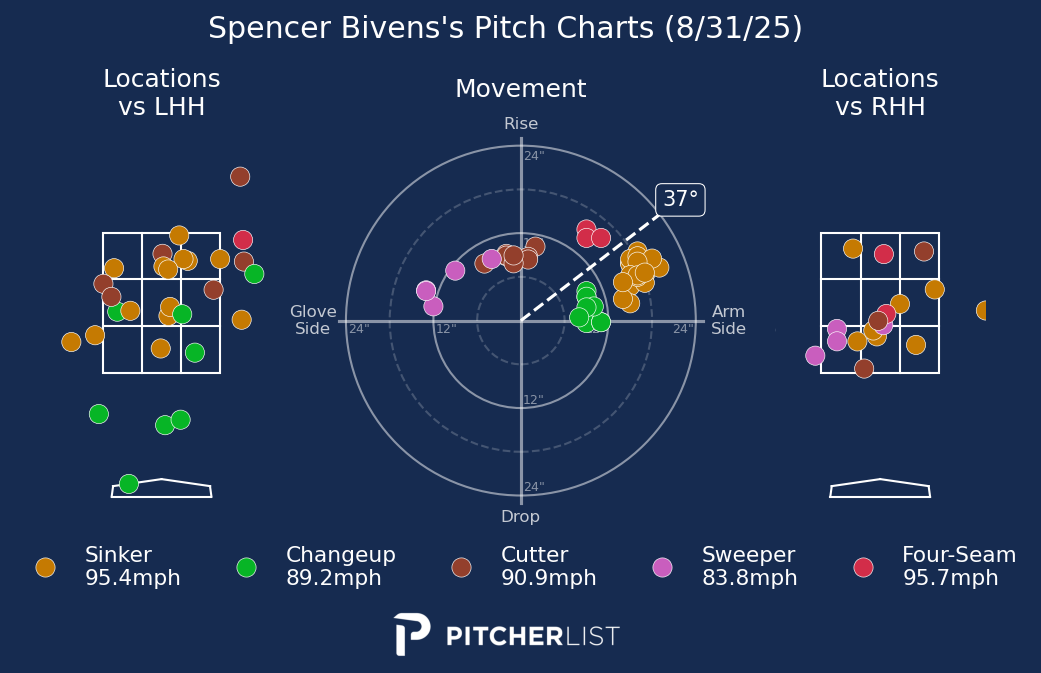 Spencer Bivens's Pitch Charts (8/31/25)
Locations
vs LHH
Movement
Locations
vs RHH
Rise
24"
37°
Glove
Side
24"
12"
24"
Arm
Side
12"
24"
Drop
Sinker
95.4mph
Changeup
89.2mph
Cutter
90.9mph
Sweeper
83.8mph
Four-Seam
95.7mph
PITCHERLIST